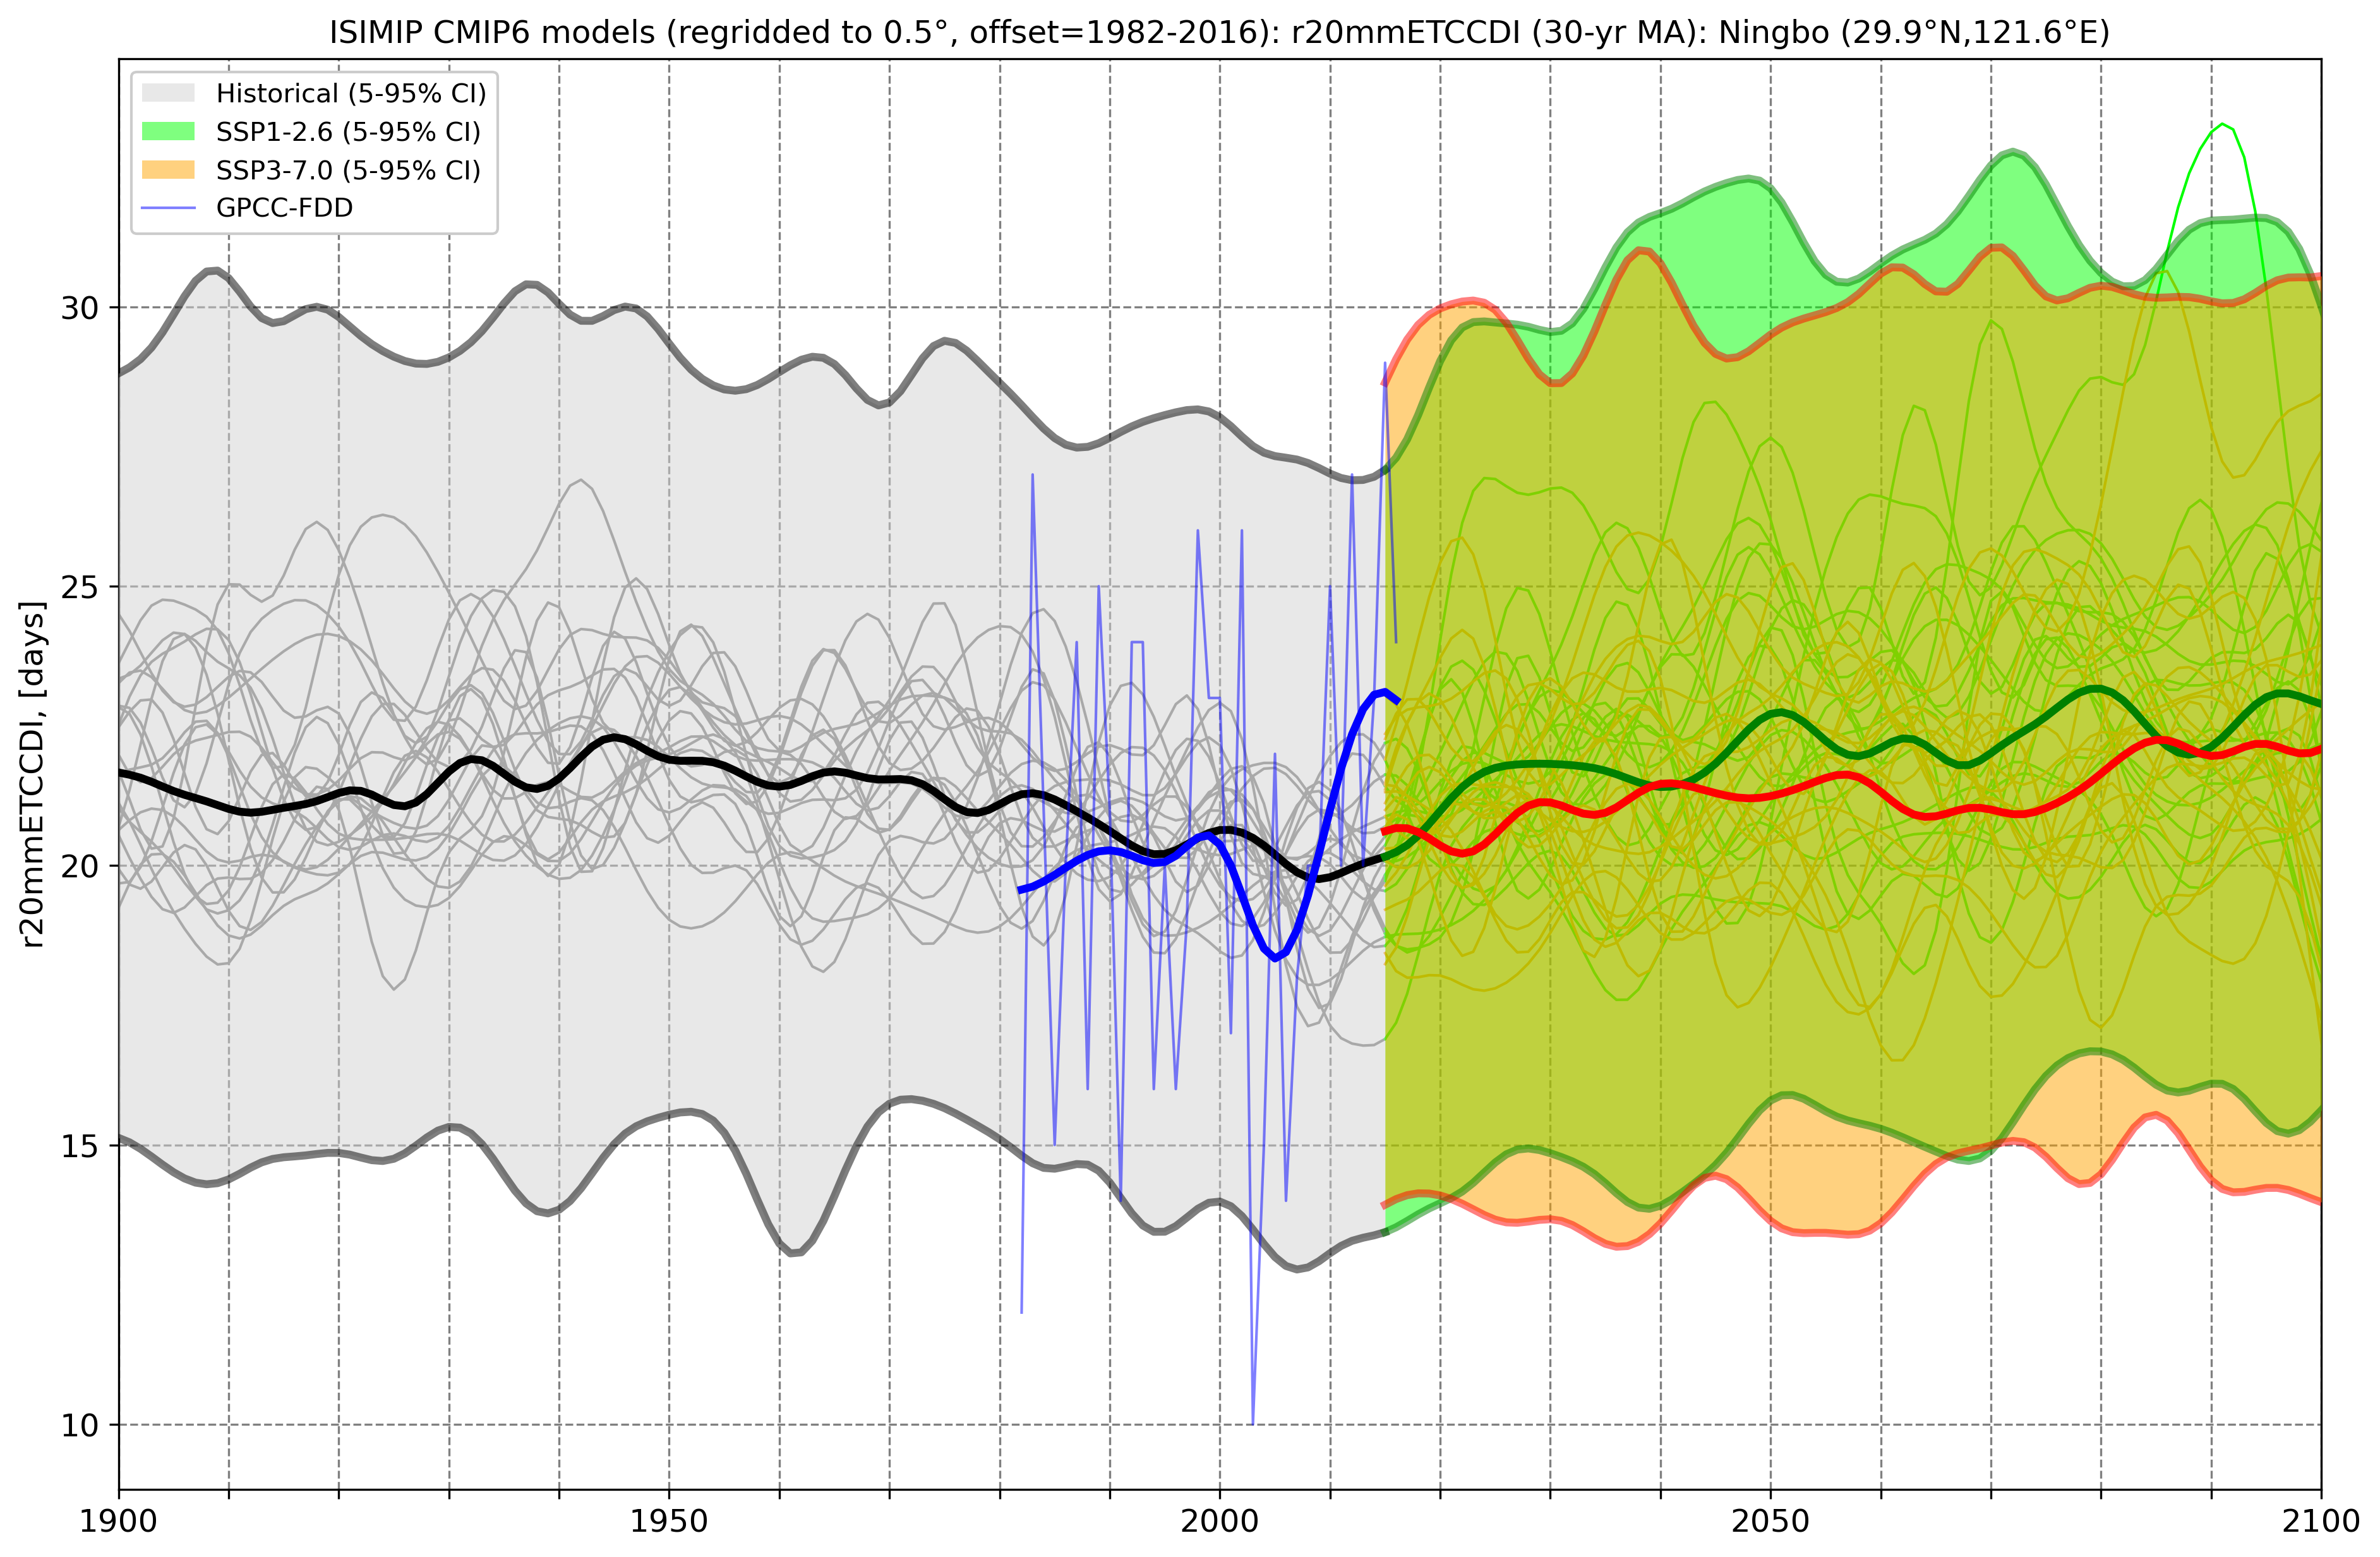 ISIMIP CMIP6 models (regridded to 0.5°, offset=1982-2016): r20mmETCCDI (30-yr MA): Ningbo (29.9°N,121.6°E)
Historical (5-95% CI)
SSP1-2.6 (5-95% CI)
SSP3-7.0 (5-95% CI)
GPCC-FDD
r20mmETCCDI, [days]
30
25
20
15
10
1900
1950
2000
2050
2100